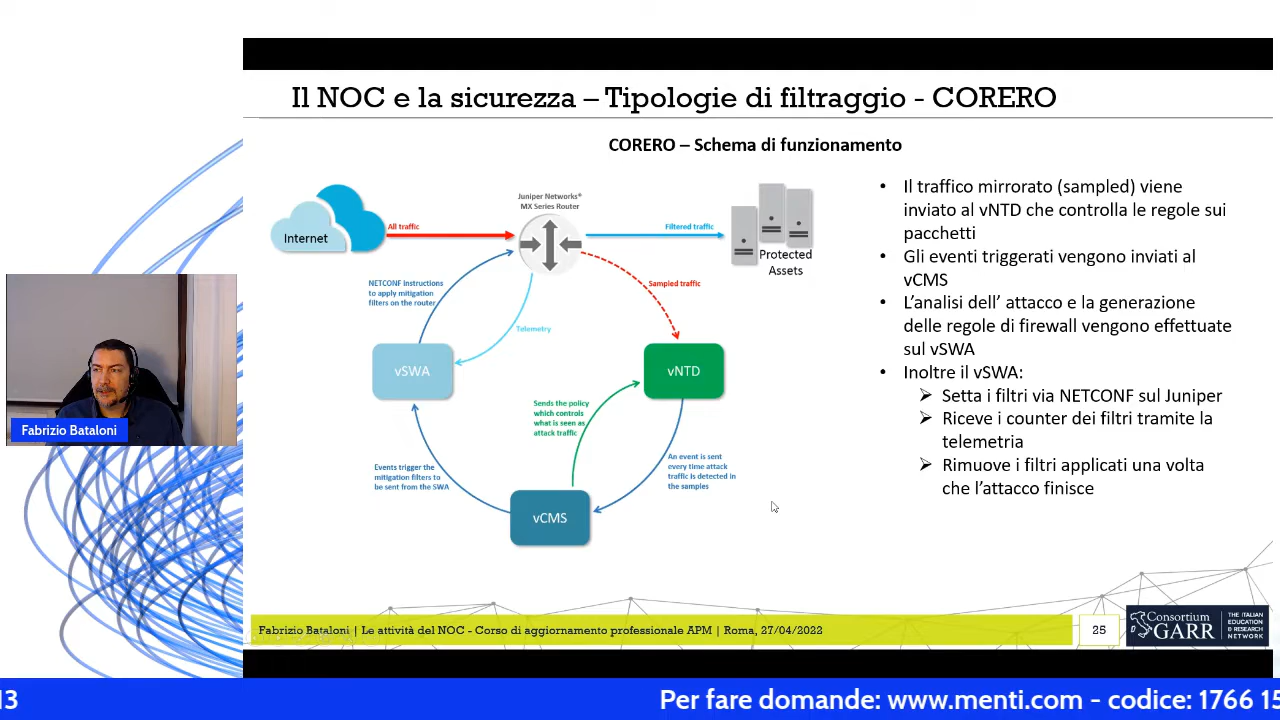 Il NOC e la sicurezza – Tipologie di filtraggio - CORERO
CORERO – Schema di funzionamento
Juniper Networks®
MX Series Router
Internet
All traffic
Filtered traffic
Protected
Assets
NETCONF instructions
to apply mitigation
filters on the router
Sampled traffic
Telemetry
vSWA
vNTD
Sends the policy
which controls
what is seen as
attack traffic
Events trigger the
mitigation filters to
be sent from the SWA
An event is sent
every time attack
traffic is detected in
the samples
vCMS
• Il traffico mirrorato (sampled) viene
inviato al vNTD che controlla le regole sui
pacchetti
• Gli eventi triggerati vengono inviati al
vCMS
• L’analisi dell’ attacco e la generazione
delle regole di firewall vengono effettuate
sul vSWA
• Inoltre il vSWA:
➢ Setta i filtri via NETCONF sul Juniper
➢ Riceve i counter dei filtri tramite la
telemetria
➢ Rimuove i filtri applicati una volta
che l’attacco finisce
Fabrizio Bataloni
Fabrizio Bataloni | Le attività del NOC - Corso di aggiornamento professionale APM | Roma, 27/04/2022
25
Consortium
GARR
THE ITALIAN
EDUCATION
& RESEARCH
NETWORK
13
Per fare domande: www.menti.com - codice: 1766 15